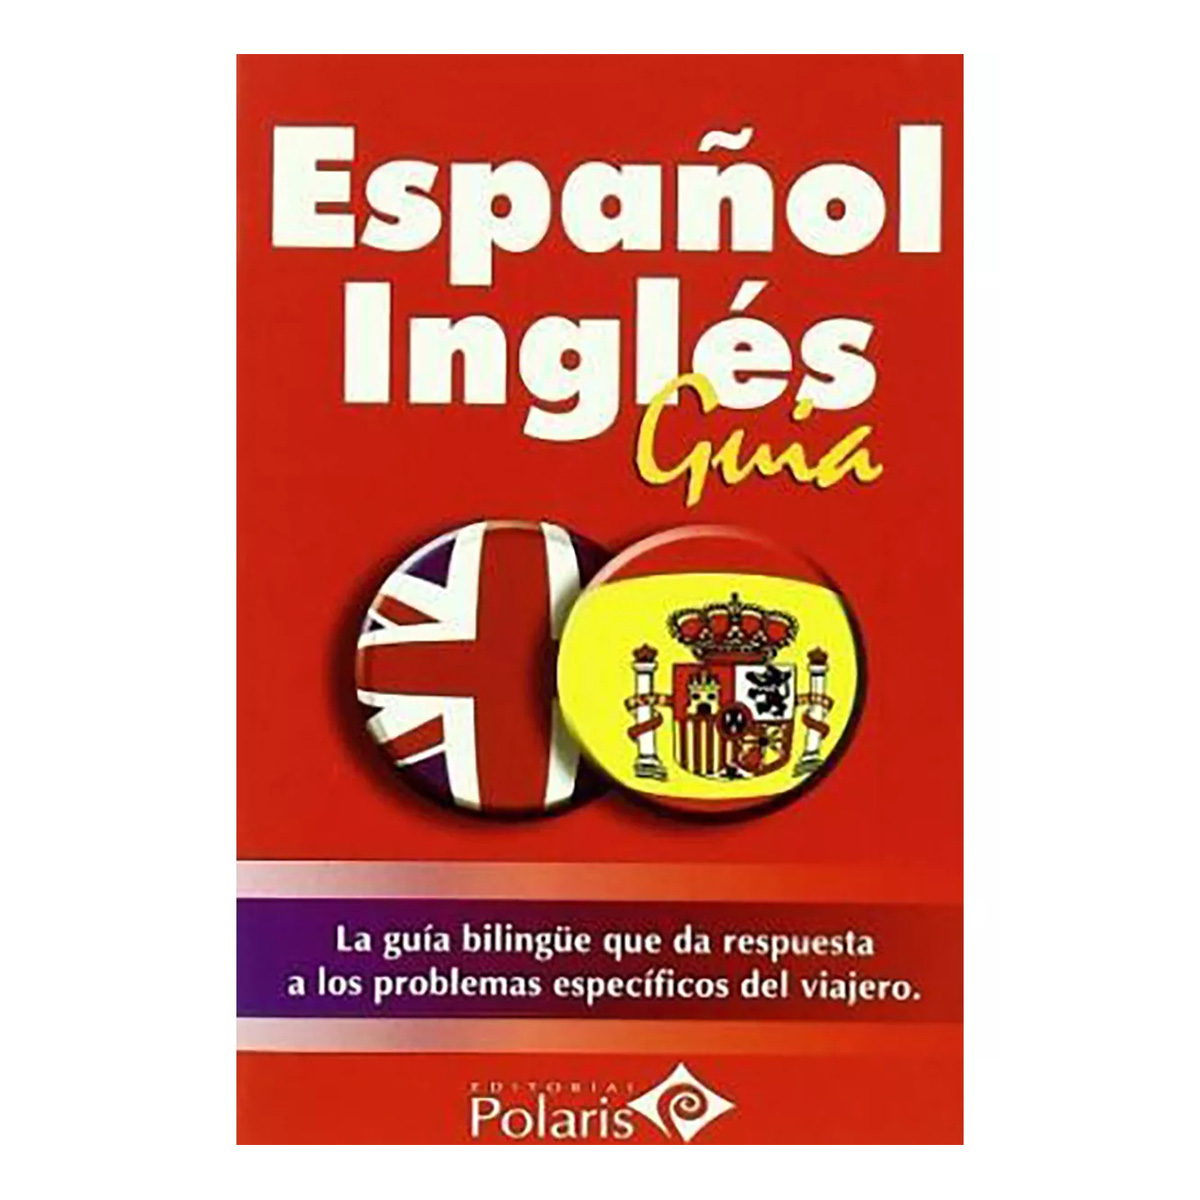 Español
Inglés
Guía
La guía bilingüe que da respuesta
a los problemas específicos del viajero.
EDITORIAL
Polaris